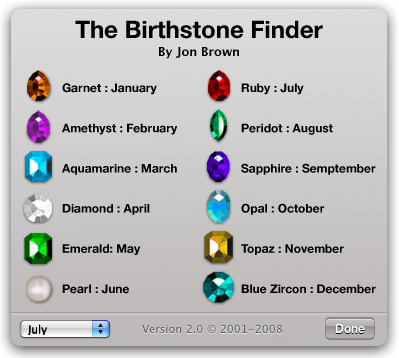 The Birthstone Finder
By Jon Brown
Garnet : January
Ruby : July
Amethyst : February
Peridot : August
Aquamarine : March
Sapphire : Semptember
Diamond : April
Opal : October
Emerald: May
Topaz : November
Pearl : June
Blue Zircon : December
July
Version 2.0 © 2001-2008
Done